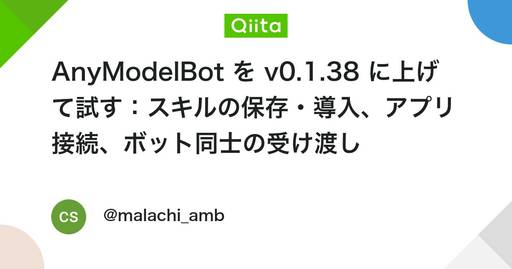 Qiita
AnyModelBot を v0.1.38 に上げ
て試す：スキルの保存・導入、アプリ
接続、ボット同士の受け渡し
CS
@malachi_amb